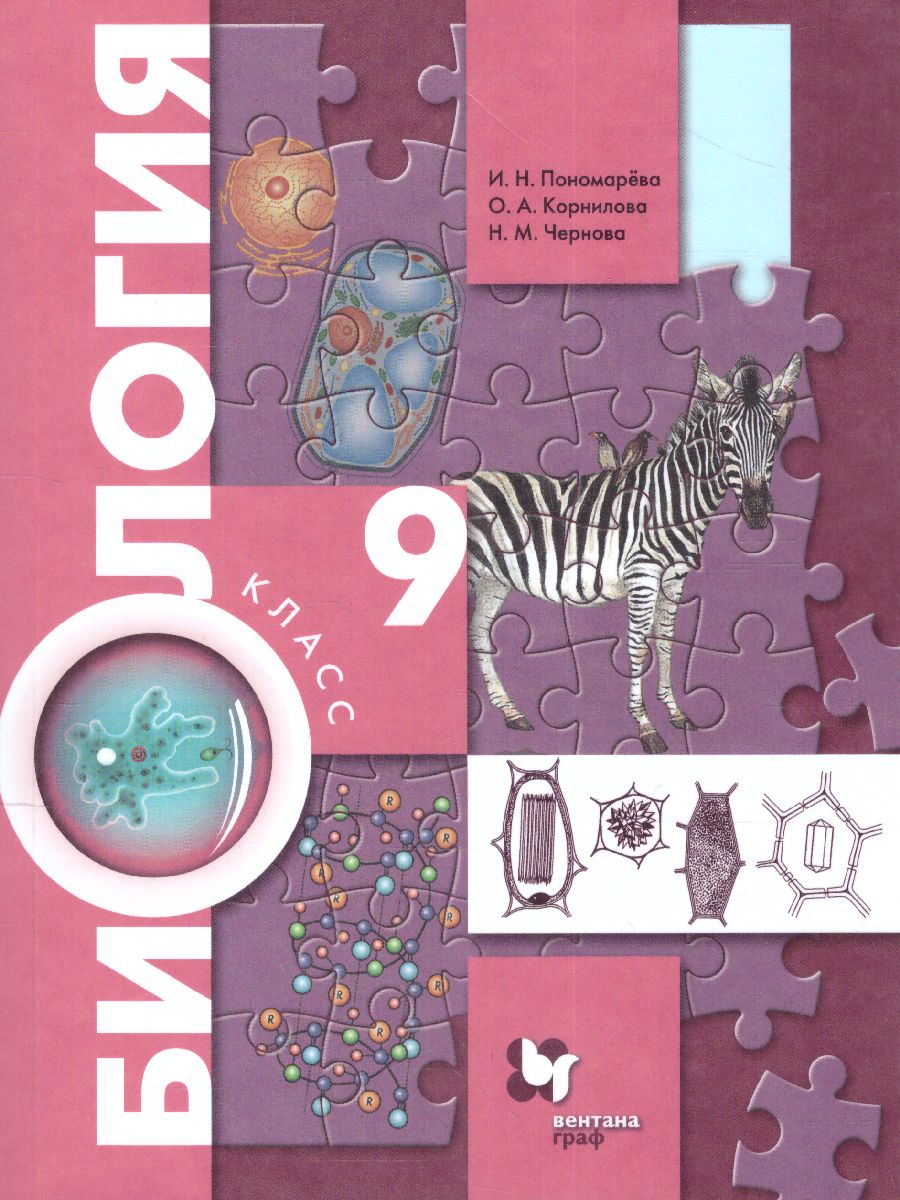 И. Н. Пономарёва
О. А. Корнилова
Н. М. Чернова
БИОЛОГИЯ
9
КЛАСС
R
R
R
R
R
R
R
R
R
вентана
граф